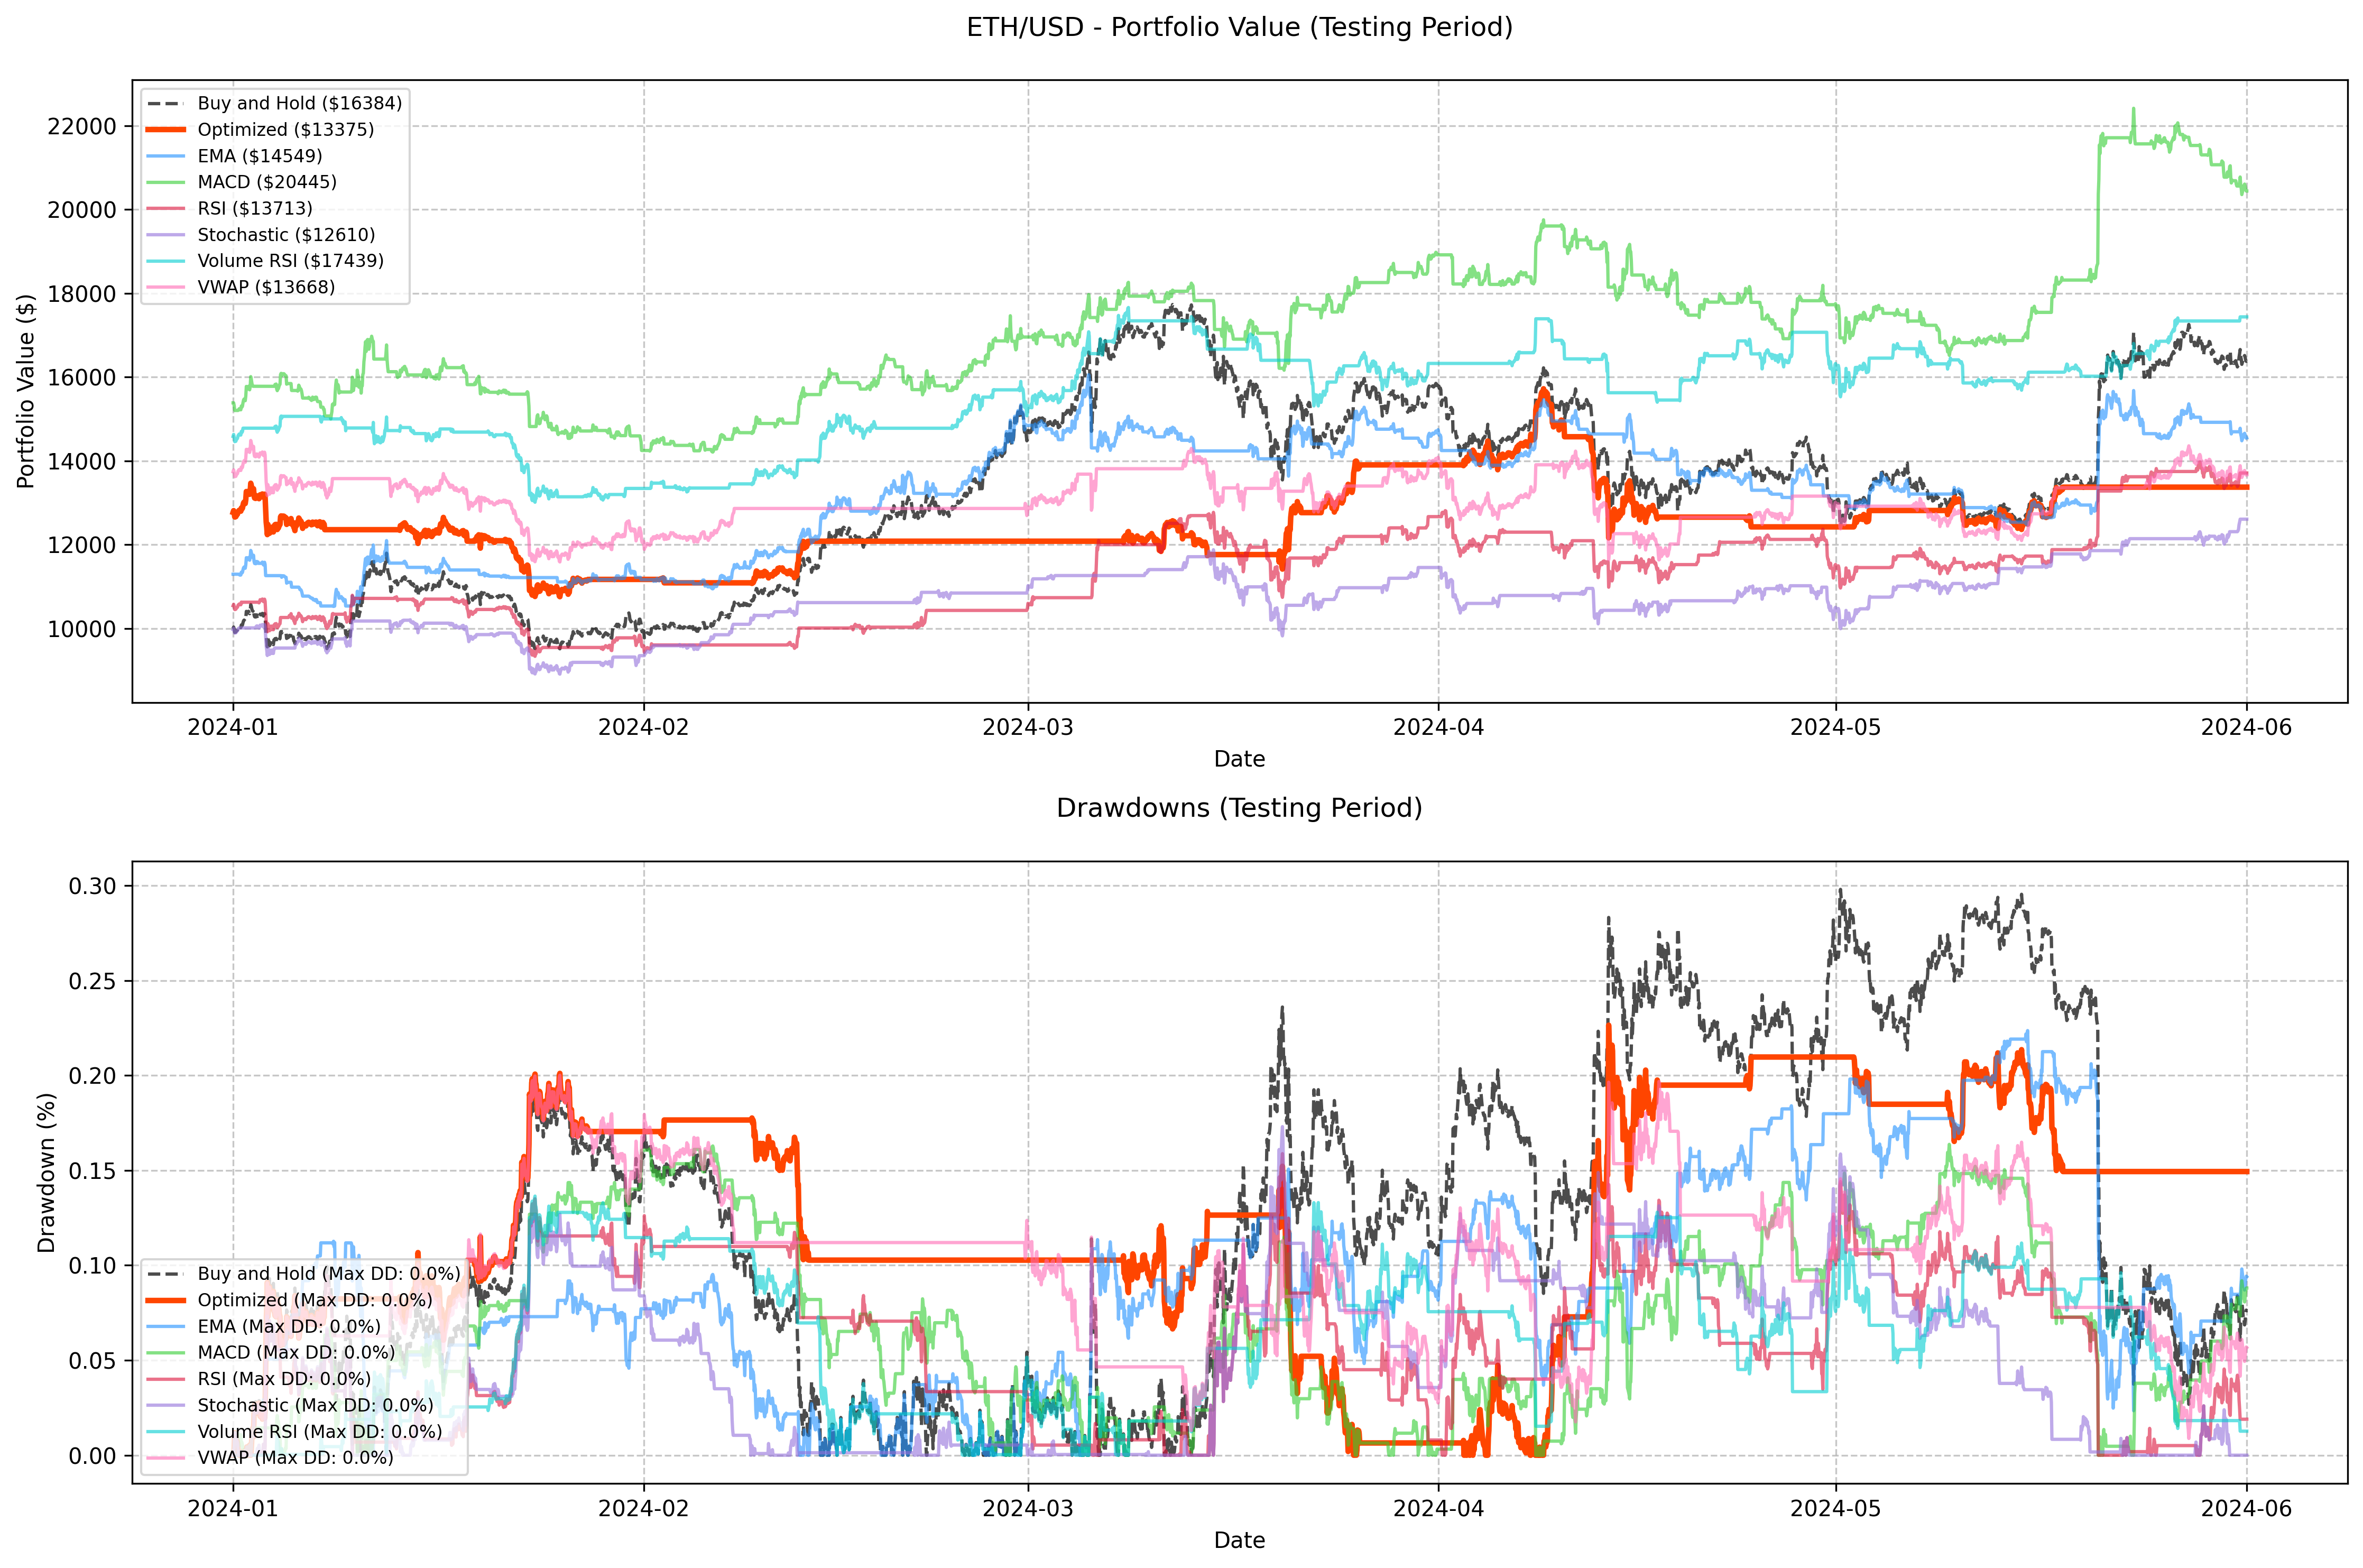 ETH/USD - Portfolio Value (Testing Period)
Buy and Hold ($16384)
Optimized ($13375)
EMA ($14549)
MACD ($20445)
RSI ($13713)
Stochastic ($12610)
Volume RSI ($17439)
VWAP ($13668)
Portfolio Value ($)
22000
20000
18000
16000
14000
12000
10000
2024-01
2024-02
2024-03
2024-04
2024-05
2024-06
Date
Drawdowns (Testing Period)
Drawdown (%)
0.30
0.25
0.20
0.15
0.10
0.05
0.00
Buy and Hold (Max DD: 0.0%)
Optimized (Max DD: 0.0%)
EMA (Max DD: 0.0%)
MACD (Max DD: 0.0%)
RSI (Max DD: 0.0%)
Stochastic (Max DD: 0.0%)
Volume RSI (Max DD: 0.0%)
VWAP (Max DD: 0.0%)
2024-01
2024-02
2024-03
2024-04
2024-05
2024-06
Date